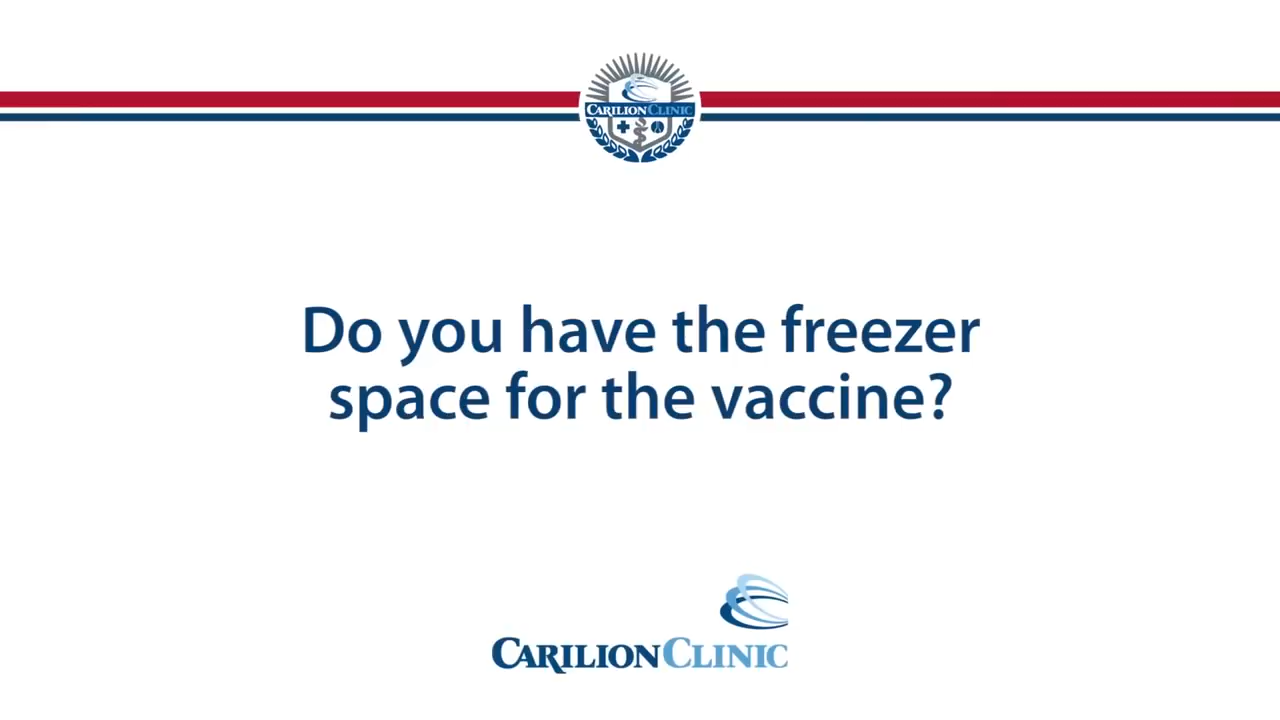 CARILION CLINIC
Do you have the freezer
space for the vaccine?
CARILION CLINIC